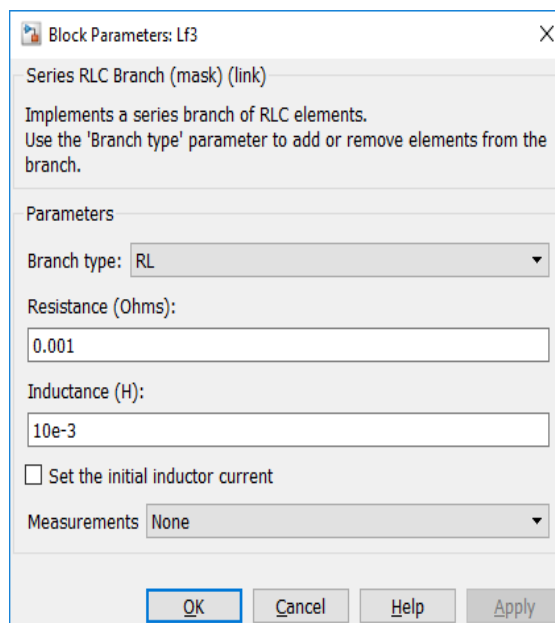 Block Parameters: Lf3
Series RLC Branch (mask) (link)
Implements a series branch of RLC elements.
Use the 'Branch type' parameter to add or remove elements from the
branch.
Parameters
Branch type: RL
Resistance (Ohms):
0.001
Inductance (H):
10e-3
Set the initial inductor current
Measurements None
OK Cancel Help Apply